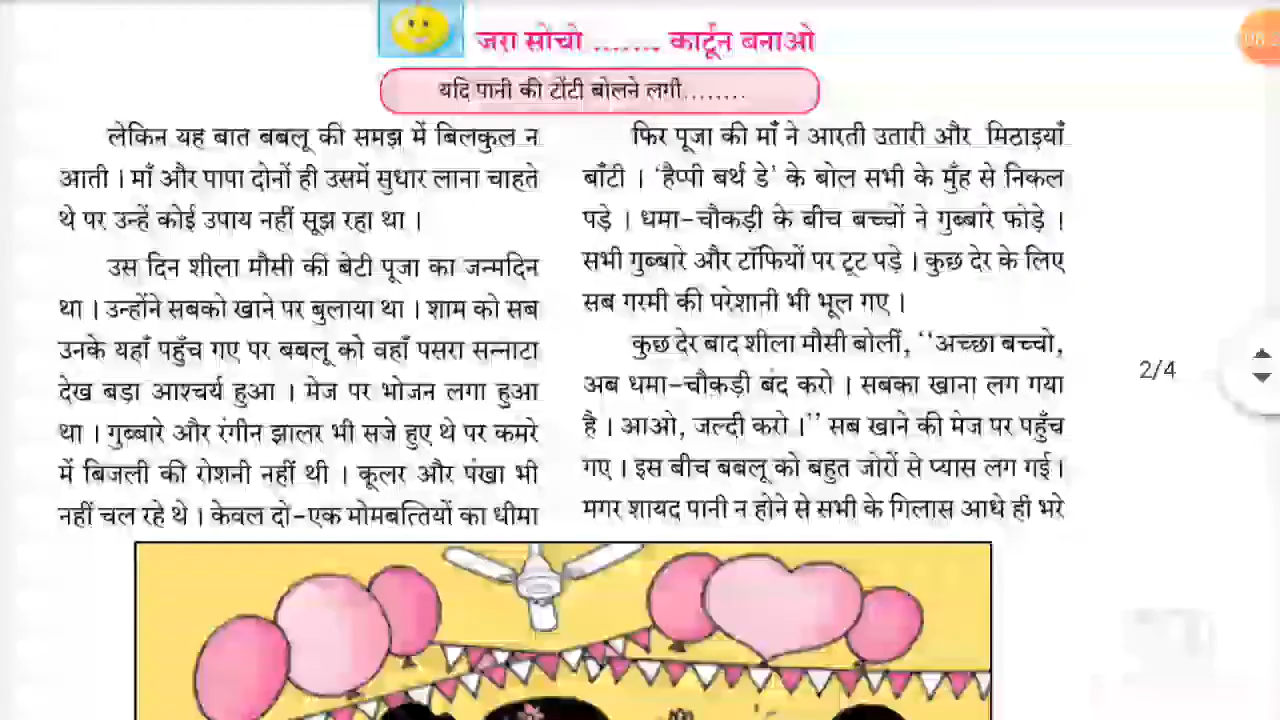 जरा सोचो ........ कार्टून बनाओ
यदि पानी की टोंटी बोलने लगी........
लेकिन यह बात बबलू की समझ में बिलकुल न
आती । माँ और पापा दोनों ही उसमें सुधार लाना चाहते
थे पर उन्हें कोई उपाय नहीं सूझ रहा था ।
उस दिन शीला मौसी की बेटी पूजा का जन्मदिन
था । उन्होंने सबको खाने पर बुलाया था । शाम को सब
उनके यहाँ पहुँच गए पर बबलू को वहाँ पसरा सन्नाटा
देख बड़ा आश्चर्य हुआ । मेज पर भोजन लगा हुआ
था । गुब्बारे और रंगीन झालर भी सजे हुए थे पर कमरे
में बिजली की रोशनी नहीं थी । कूलर और पंखा भी
नहीं चल रहे थे । केवल दो-एक मोमबत्तियों का धीमा
फिर पूजा की माँ ने आरती उतारी और मिठाइयाँ
बाँटी । ‘हैप्पी बर्थ डे’ के बोल सभी के मुँह से निकल
पड़े । धमा-चौकड़ी के बीच बच्चों ने गुब्बारे फोड़े ।
सभी गुब्बारे और टॉफियों पर टूट पड़े । कुछ देर के लिए
सब गरमी की परेशानी भी भूल गए ।
कुछ देर बाद शीला मौसी बोलीं, ‘‘अच्छा बच्चो,
अब धमा-चौकड़ी बंद करो । सबका खाना लग गया
है । आओ, जल्दी करो ।’’ सब खाने की मेज पर पहुँच
गए । इस बीच बबलू को बहुत जोरों से प्यास लग गई ।
मगर शायद पानी न होने से सभी के गिलास आधे ही भरे
2/4